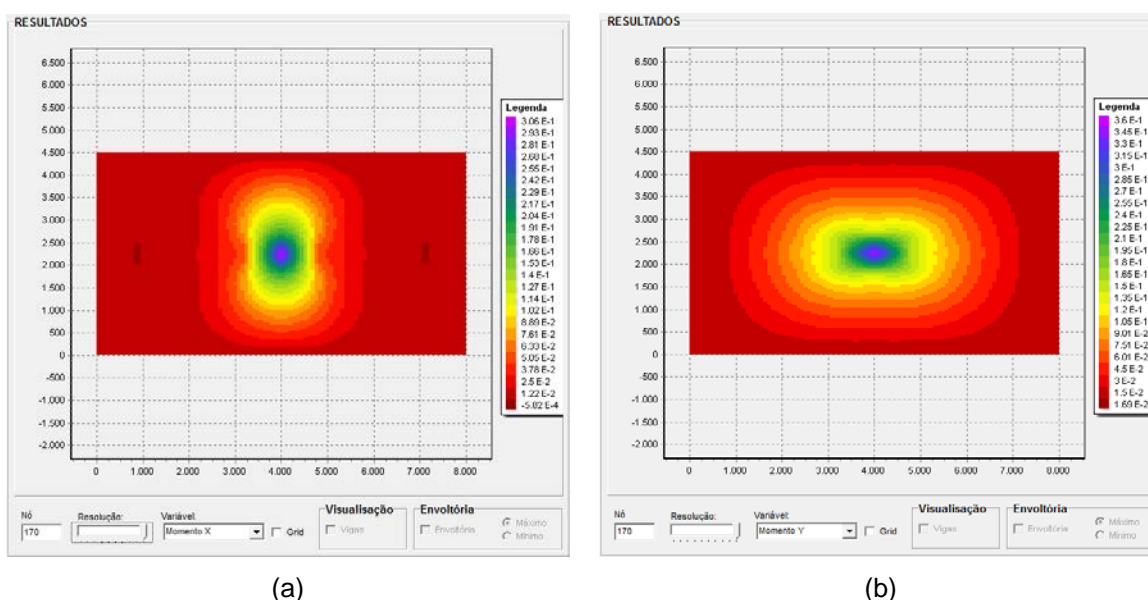 RESULTADOS
6.500
6.000
5.500
5.000
4.500
4.000
3.500
3.000
2.500
2.000
1.500
1.000
500
0
-500
-1.000
-1.500
-2.000
0 1.000 2.000 3.000 4.000 5.000 6.000 7.000 8.000
Legenda
3.06 E-1
2.93 E-1
2.81 E-1
2.68 E-1
2.55 E-1
2.42 E-1
2.29 E-1
2.17 E-1
2.04 E-1
1.91 E-1
1.78 E-1
1.66 E-1
1.53 E-1
1.4 E-1
1.27 E-1
1.14 E-1
1.02 E-1
8.89 E-2
7.61 E-2
6.33 E-2
5.05 E-2
3.78 E-2
2.5 E-2
1.22 E-2
-5.82 E-4
Nó
170
Resolução:
Variável:
Momento X
Grid
Visualisação
Vigas
Envoltória
Envoltória
Máximo
Mínimo
(a)
RESULTADOS
6.500
6.000
5.500
5.000
4.500
4.000
3.500
3.000
2.500
2.000
1.500
1.000
500
0
-500
-1.000
-1.500
-2.000
0 1.000 2.000 3.000 4.000 5.000 6.000 7.000 8.000
Legenda
3.6 E-1
3.45 E-1
3.3 E-1
3.15 E-1
3 E-1
2.85 E-1
2.7 E-1
2.55 E-1
2.4 E-1
2.25 E-1
2.1 E-1
1.95 E-1
1.8 E-1
1.65 E-1
1.5 E-1
1.35 E-1
1.2 E-1
1.05 E-1
9.01 E-2
7.51 E-2
6.01 E-2
4.5 E-2
3 E-2
1.5 E-2
1.69 E-2
Nó
170
Resolução:
Variável:
Momento Y
Grid
Visualisação
Vigas
Envoltória
Envoltória
Máximo
Mínimo
(b)